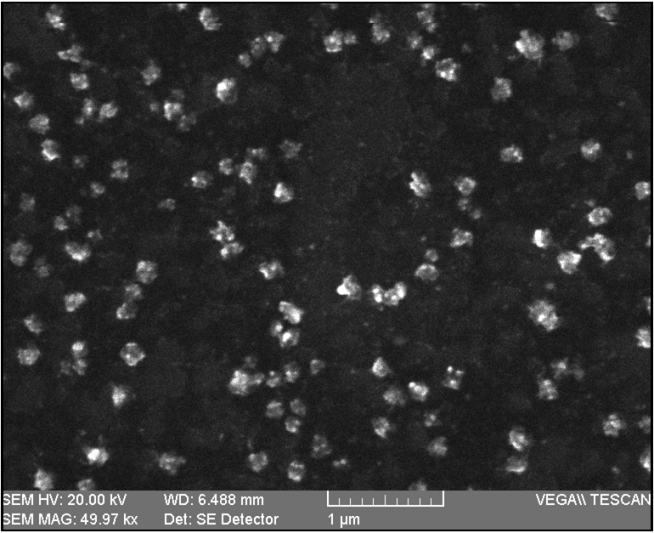 SEM HV: 20.00 kV WD: 6.488 mm VEGA\\ TESCAN
SEM MAG: 49.97 kx Det: SE Detector 1 µm